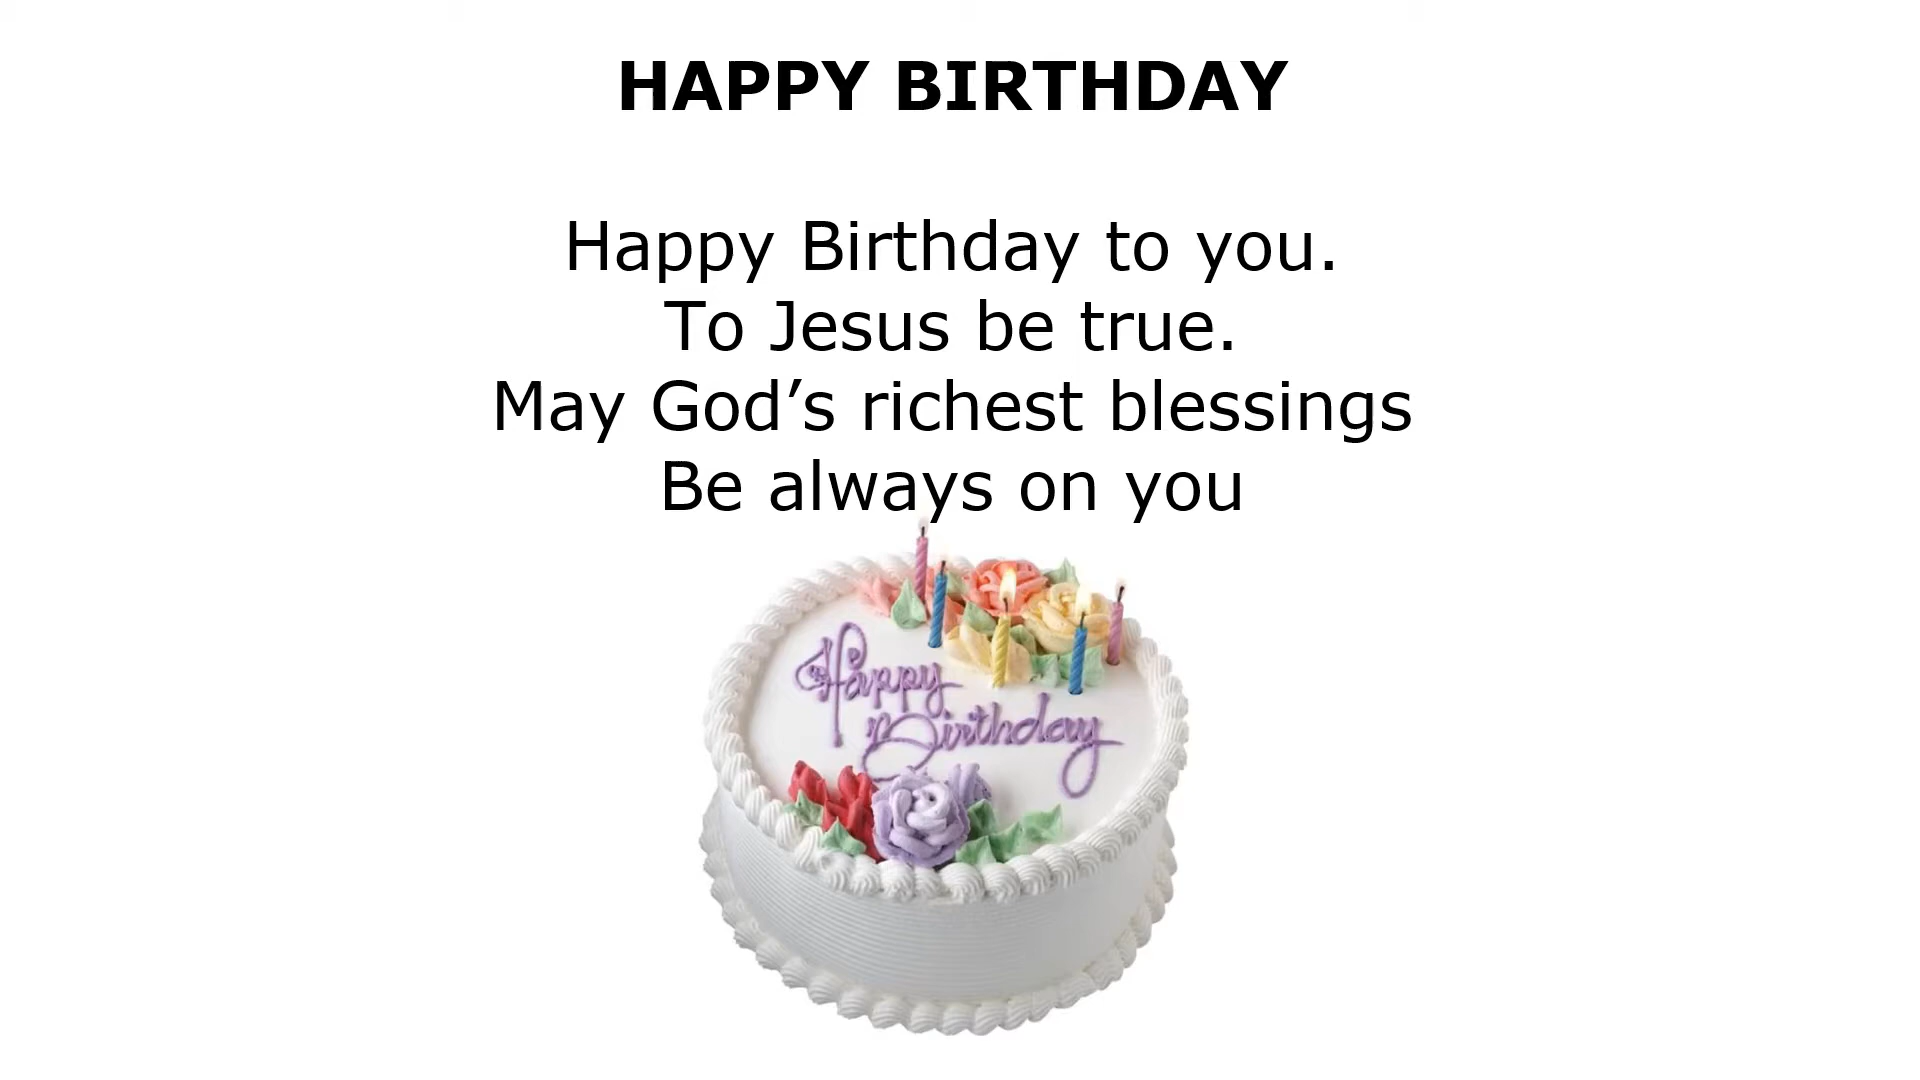 HAPPY BIRTHDAY
Happy Birthday to you.
To Jesus be true.
May God’s richest blessings
Be always on you
Happy
Birthday